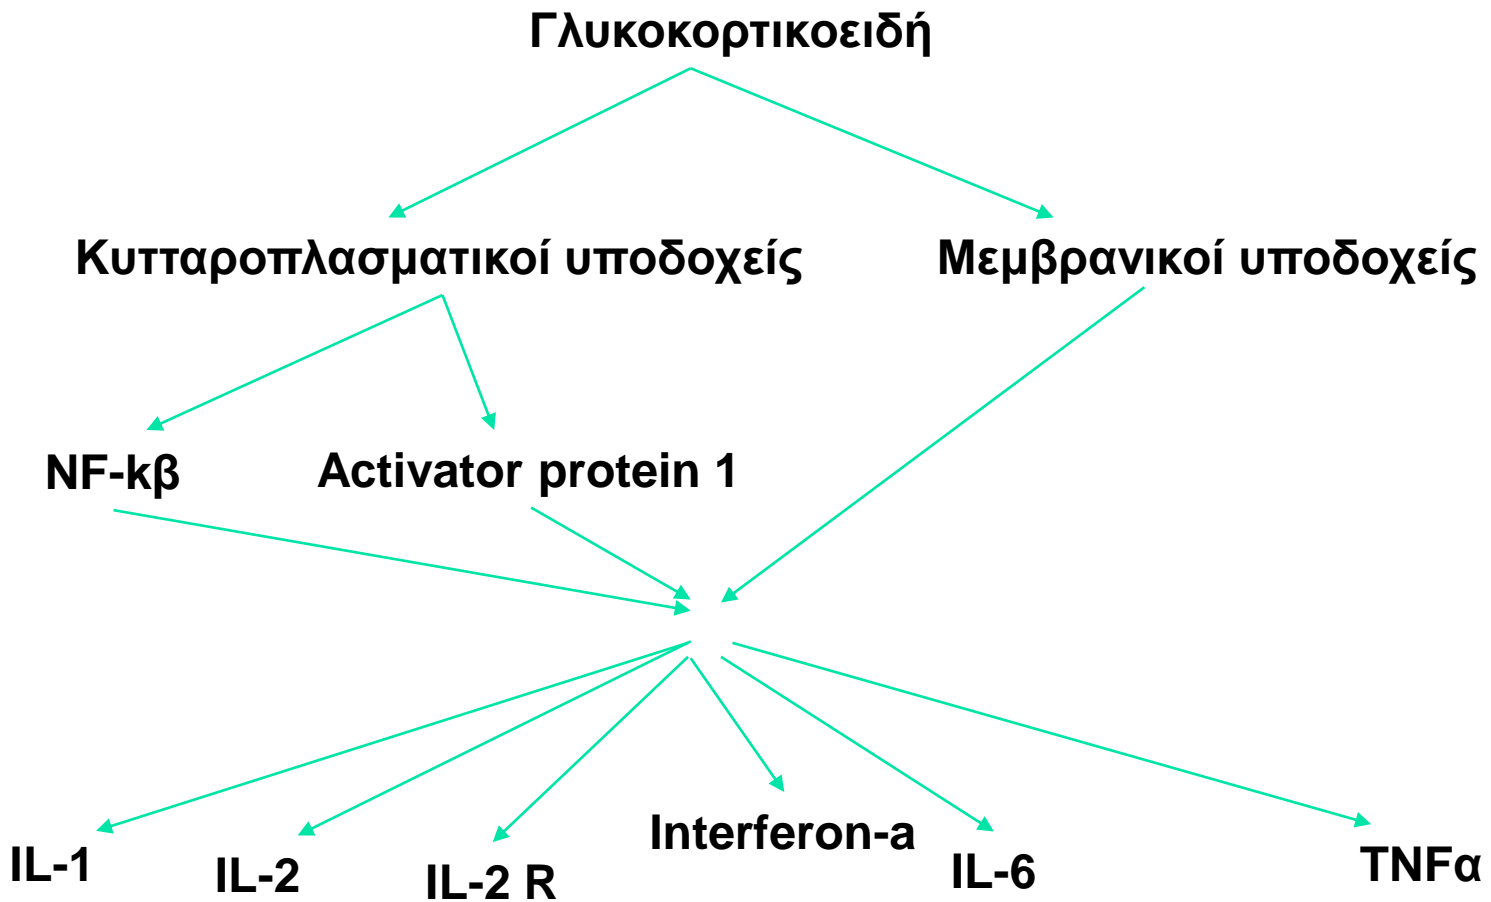 Γλυκοκορτικοειδή
Κυτταροπλασματικοί υποδοχείς
Μεμβρανικοί υποδοχείς
NF-kβ
Activator protein 1
IL-1
IL-2
IL-2 R
Interferon-a
IL-6
TNFα